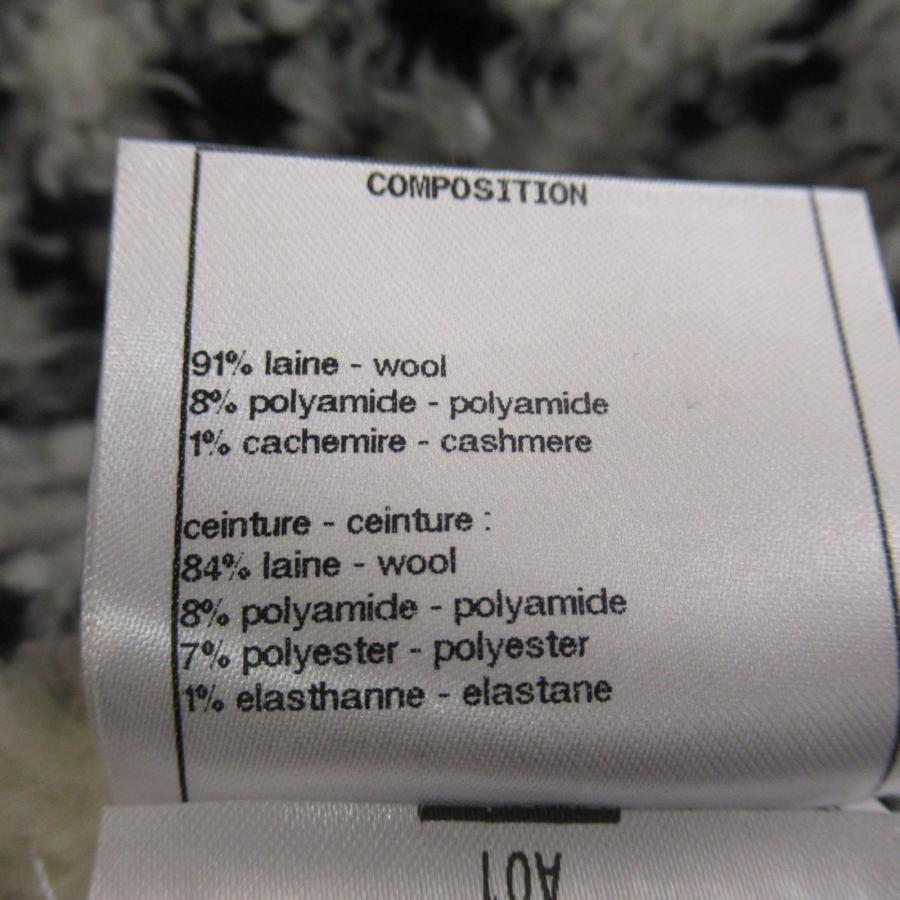 COMPOSITION
91% laine - wool
8% polyamide - polyamide
1% cachemire - cashmere
ceinture - ceinture :
84% laine - wool
8% polyamide - polyamide
7% polyester - polyester
1% elasthanne - elastane
A01